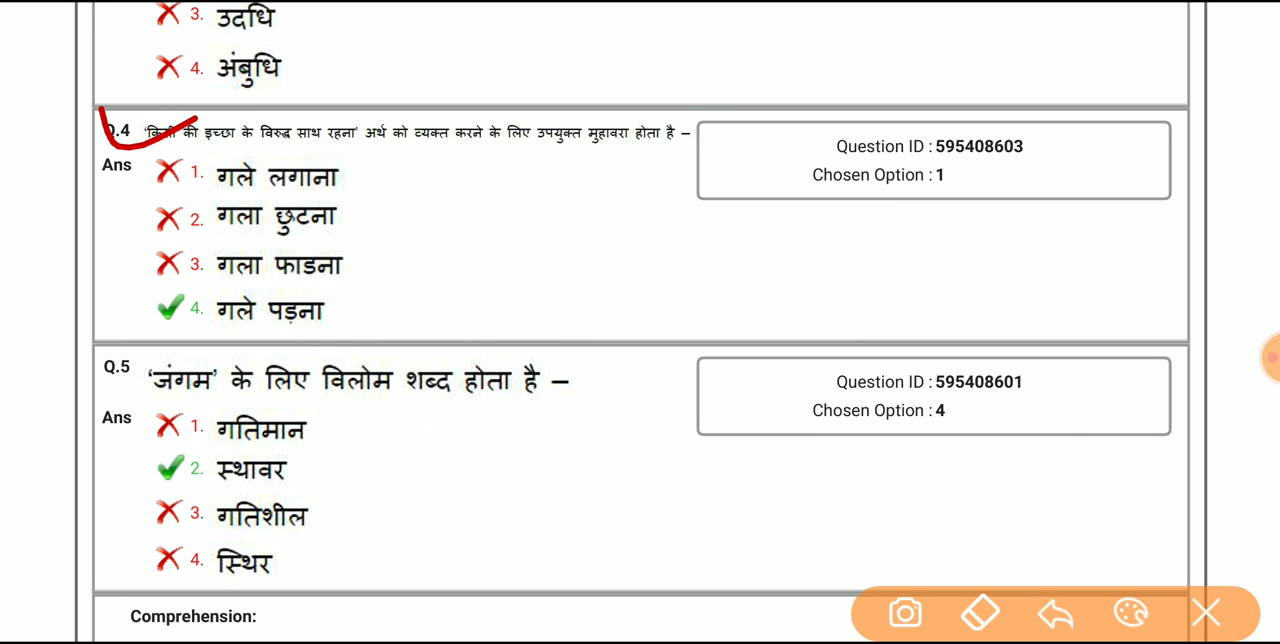 3. उदधि
4. अंबुधि
Q.4 'किसी की इच्छा के विरुद्ध साथ रहना' अर्थ को व्यक्त करने के लिए उपयुक्त मुहावरा होता है –
Question ID : 595408603
Chosen Option : 1
Ans 1. गले लगाना
2. गला छुटना
3. गला फाडना
4. गले पड़ना
Q.5 'जंगम' के लिए विलोम शब्द होता है –
Question ID : 595408601
Chosen Option : 4
Ans 1. गतिमान
2. स्थावर
3. गतिशील
4. स्थिर
Comprehension: